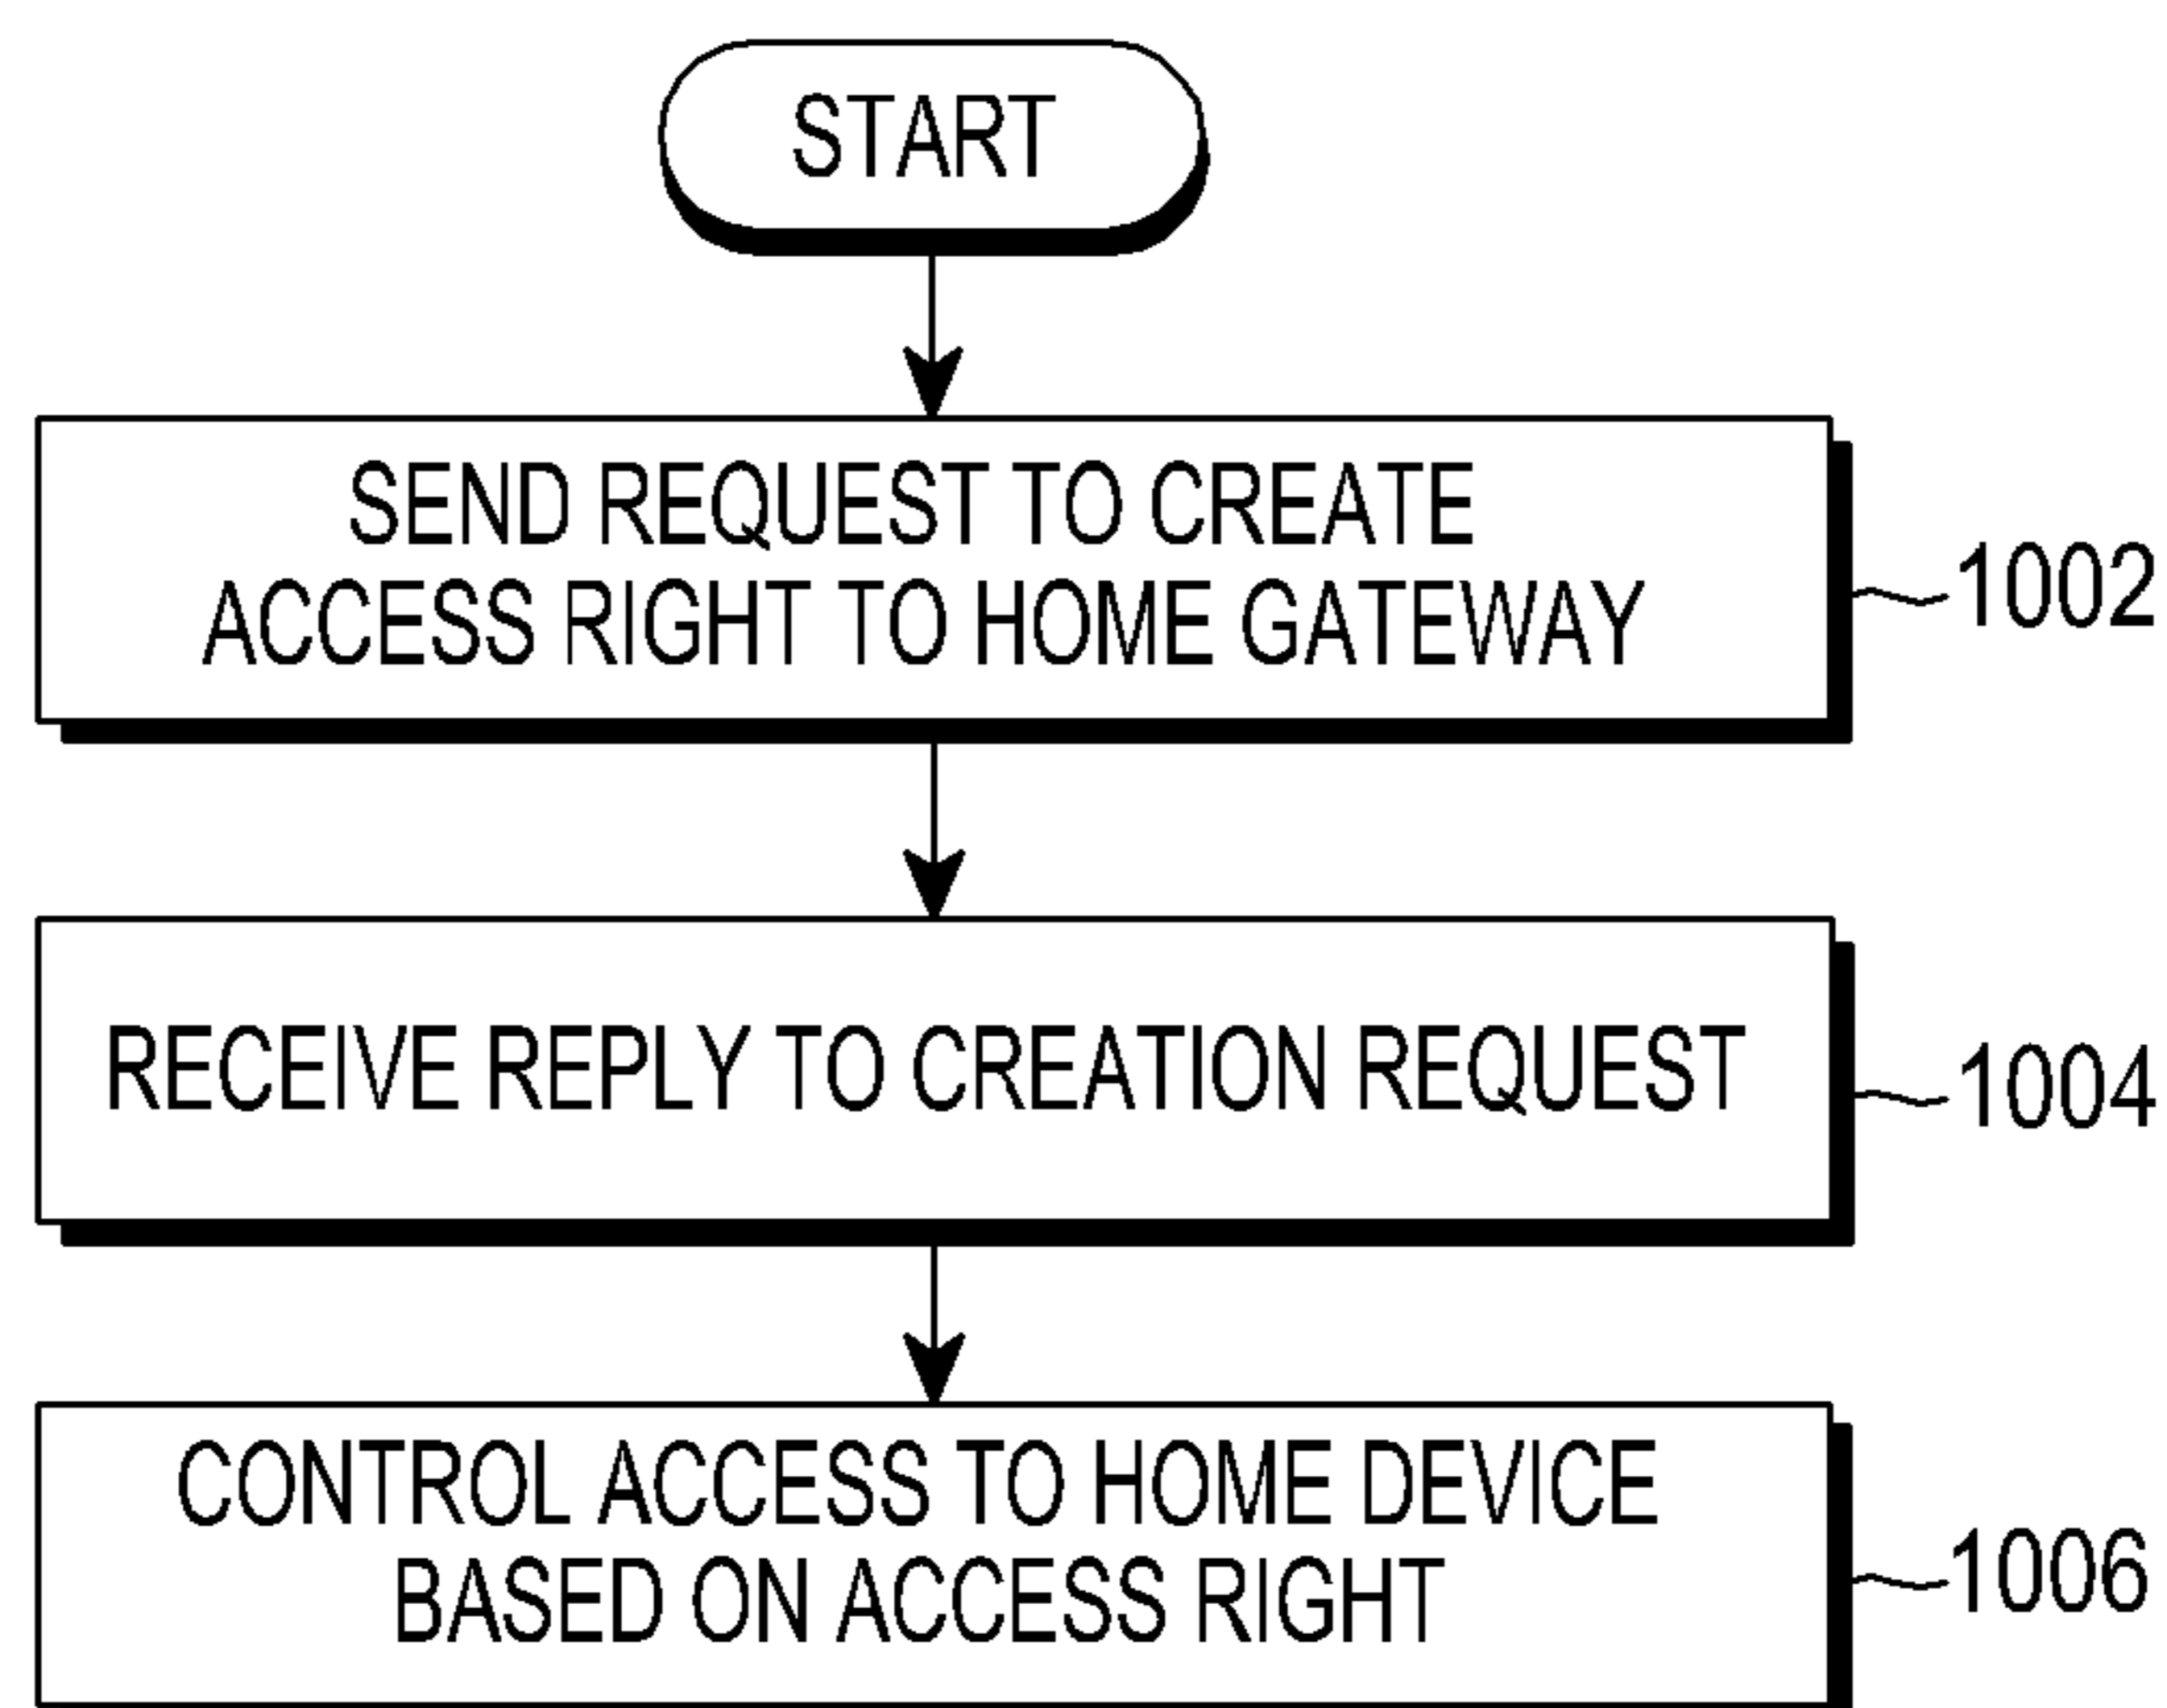 START
SEND REQUEST TO CREATE
ACCESS RIGHT TO HOME GATEWAY
1002
RECEIVE REPLY TO CREATION REQUEST
1004
CONTROL ACCESS TO HOME DEVICE
BASED ON ACCESS RIGHT
1006